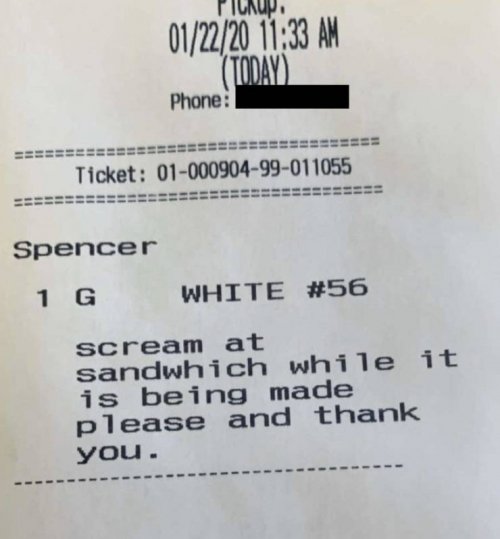 Pickup:
01/22/20 11:33 AM
(TODAY)
Phone:
===================================
Ticket: 01-000904-99-011055
===================================
Spencer
1 G WHITE #56
scream at
sandwhich while it
is being made
please and thank
you.
-----------------------------------